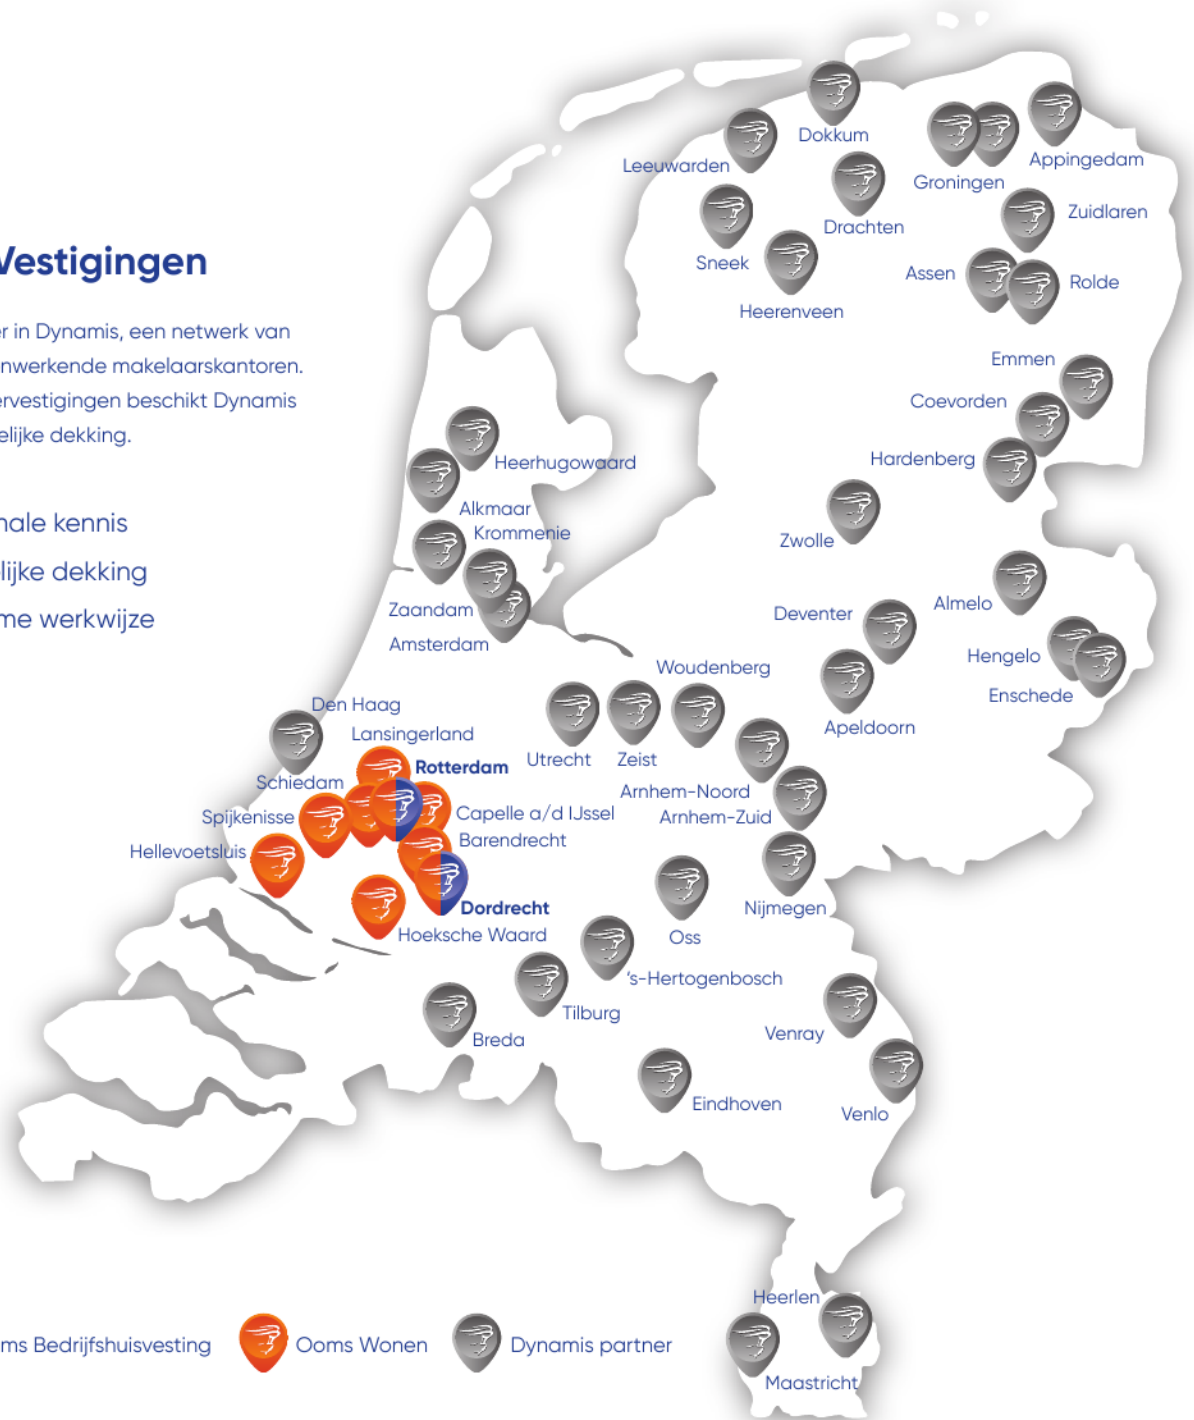 Vestigingen
er in Dynamis, een netwerk van
nwerkende makelaarskantoren.
ervestigingen beschikt Dynamis
elijke dekking.
nale kennis
lijke dekking
me werkwijze
Dokkum
Leeuwarden
Appingedam
Groningen
Zuidlaren
Drachten
Sneek
Assen
Rolde
Heerenveen
Emmen
Coevorden
Hardenberg
Heerhugowaard
Alkmaar
Krommenie
Zwolle
Almelo
Zaandam
Deventer
Amsterdam
Hengelo
Woudenberg
Enschede
Den Haag
Apeldoorn
Lansingerland
Utrecht
Zeist
Rotterdam
Schiedam
Arnhem-Noord
Spijkenisse
Capelle a/d IJssel
Arnhem-Zuid
Barendrecht
Hellevoetsluis
Dordrecht
Nijmegen
Hoeksche Waard
Oss
's-Hertogenbosch
Tilburg
Venray
Breda
Eindhoven
Venlo
Heerlen
Maastricht
ms Bedrijfshuisvesting
Ooms Wonen
Dynamis partner